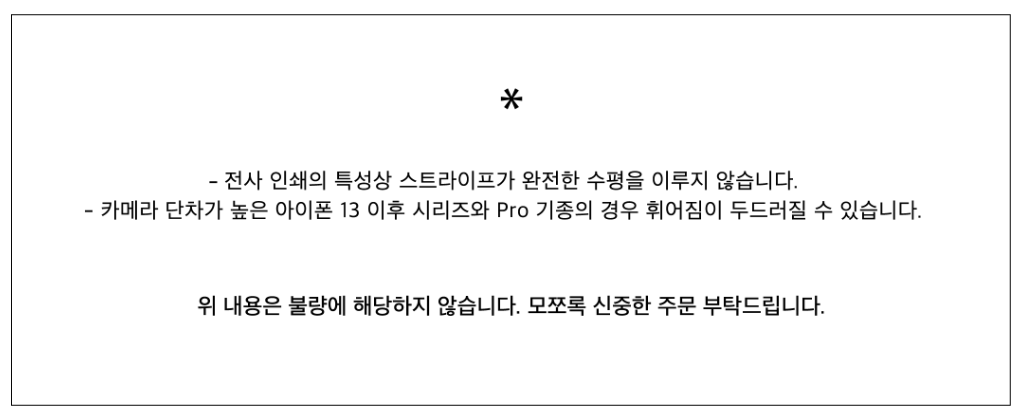 *
- 전사 인쇄의 특성상 스트라이프가 완전한 수평을 이루지 않습니다.
- 카메라 단차가 높은 아이폰 13 이후 시리즈와 Pro 기종의 경우 휘어짐이 두드러질 수 있습니다.
위 내용은 불량에 해당하지 않습니다. 모쪼록 신중한 주문 부탁드립니다.